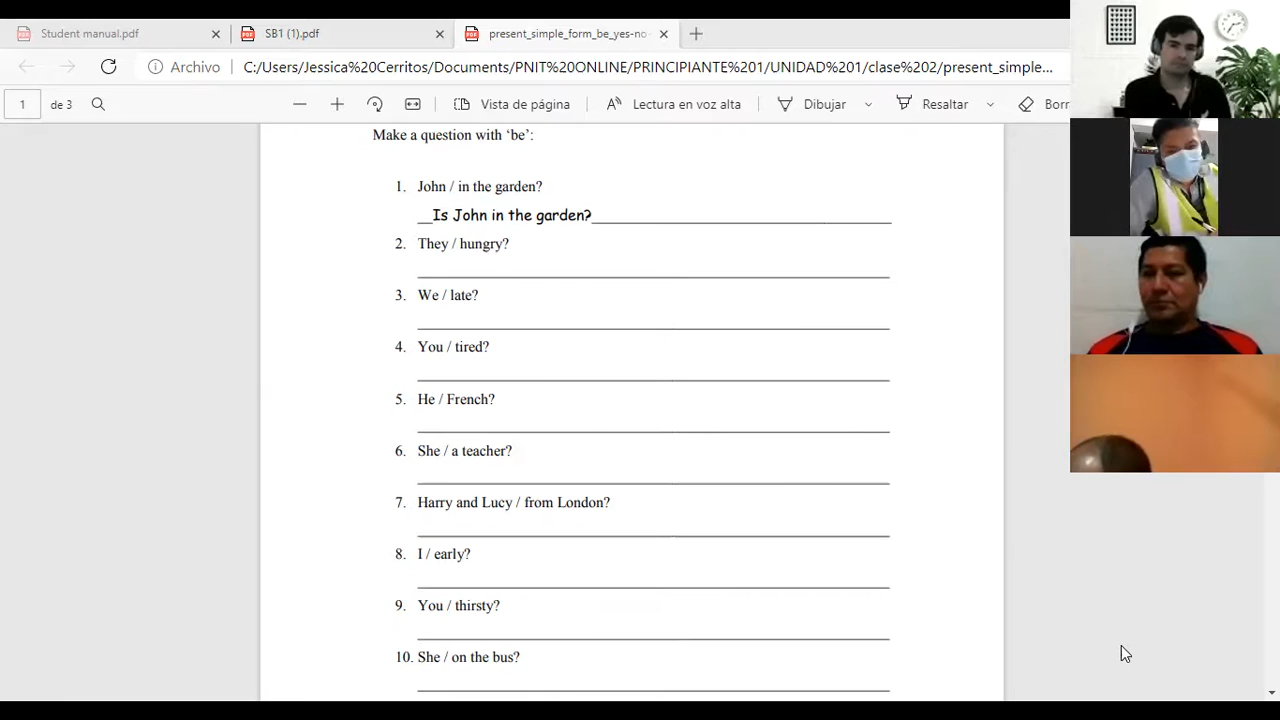 Student manual.pdf
SB1 (1).pdf
present_simple_form_be_yes-no
Archivo
C:/Users/Jessica%20Cerritos/Documents/PNIT%20ONLINE/PRINCIPIANTE%201/UNIDAD%201/clase%202/present_simple...
1 de 3
Vista de página
Lectura en voz alta
Dibujar
Resaltar
Borr
Make a question with ‘be’:
1. John / in the garden?
__Is John in the garden?__
2. They / hungry?
3. We / late?
4. You / tired?
5. He / French?
6. She / a teacher?
7. Harry and Lucy / from London?
8. I / early?
9. You / thirsty?
10. She / on the bus?